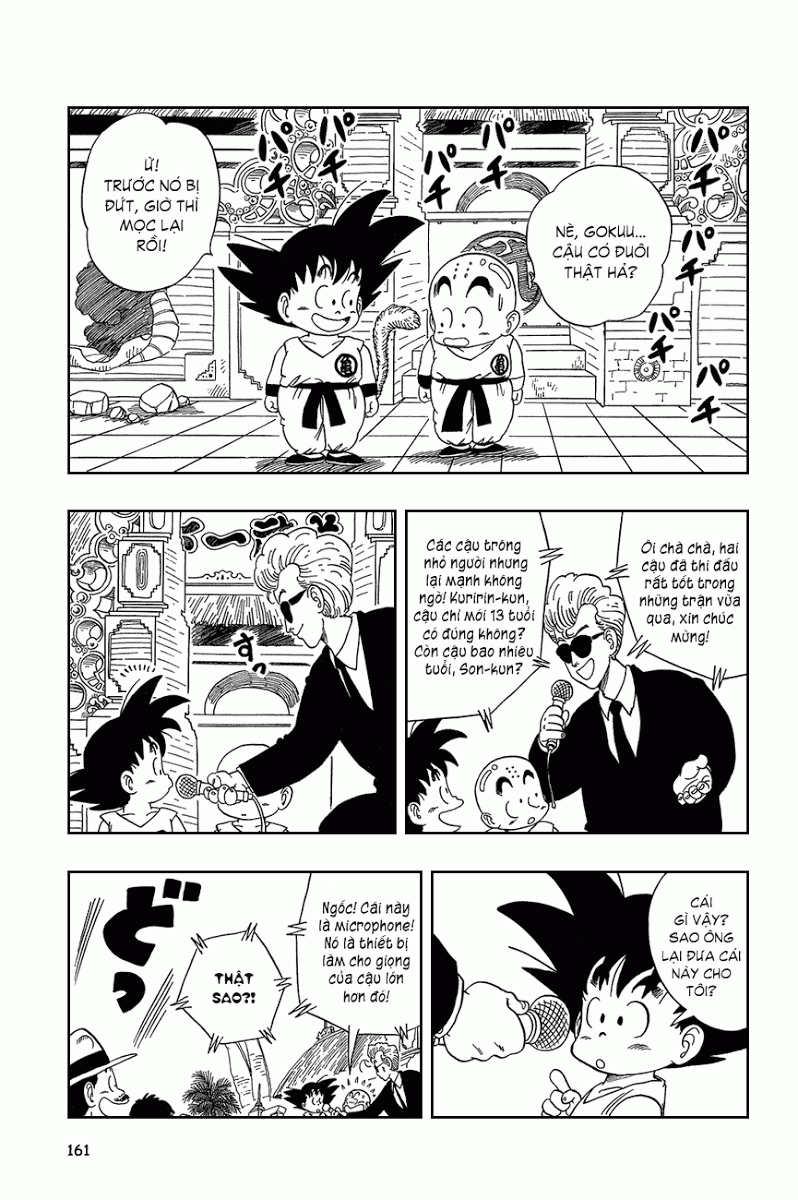 パチ
パチ
パチ
パチ
パチ
パチ
パチ
NÈ, GOKUU...
CẬU CÓ ĐUÔI
THẬT HẢ?
Ừ!
TRƯỚC NÓ BỊ
ĐỨT, GIỜ THÌ
MỌC LẠI
RỒI!
亀
亀
Ôi chà chà, hai
cậu đã thi đấu
rất tốt trong
những trận vừa
qua, xin chúc
mừng!
Các cậu trông
nhỏ người nhưng
lại mạnh không
ngờ! Kuririn-kun,
cậu chỉ mới 13 tuổi
có đúng không?
Còn cậu bao nhiêu
tuổi, Son-kun?
すっ
CÁI
GÌ VẬY?
SAO ÔNG
LẠI ĐƯA CÁI
NÀY CHO
TÔI?
Ngốc! Cái này
là microphone!
Nó là thiết bị
làm cho giọng
của cậu lớn
hơn đó!
THẬT
SAO?!
どっ
161